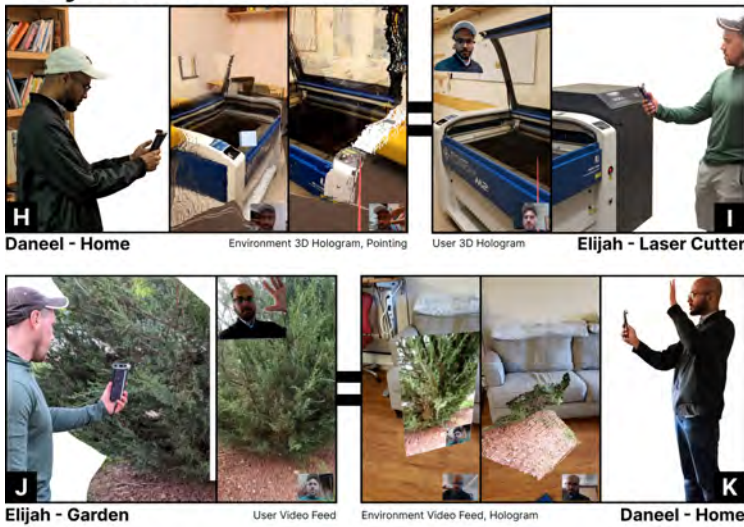 H
Daneel - Home
Environment 3D Hologram, Pointing
User 3D Hologram
I
Elijah - Laser Cutter
J
Elijah - Garden
User Video Feed
Environment Video Feed, Hologram
K
Daneel - Home